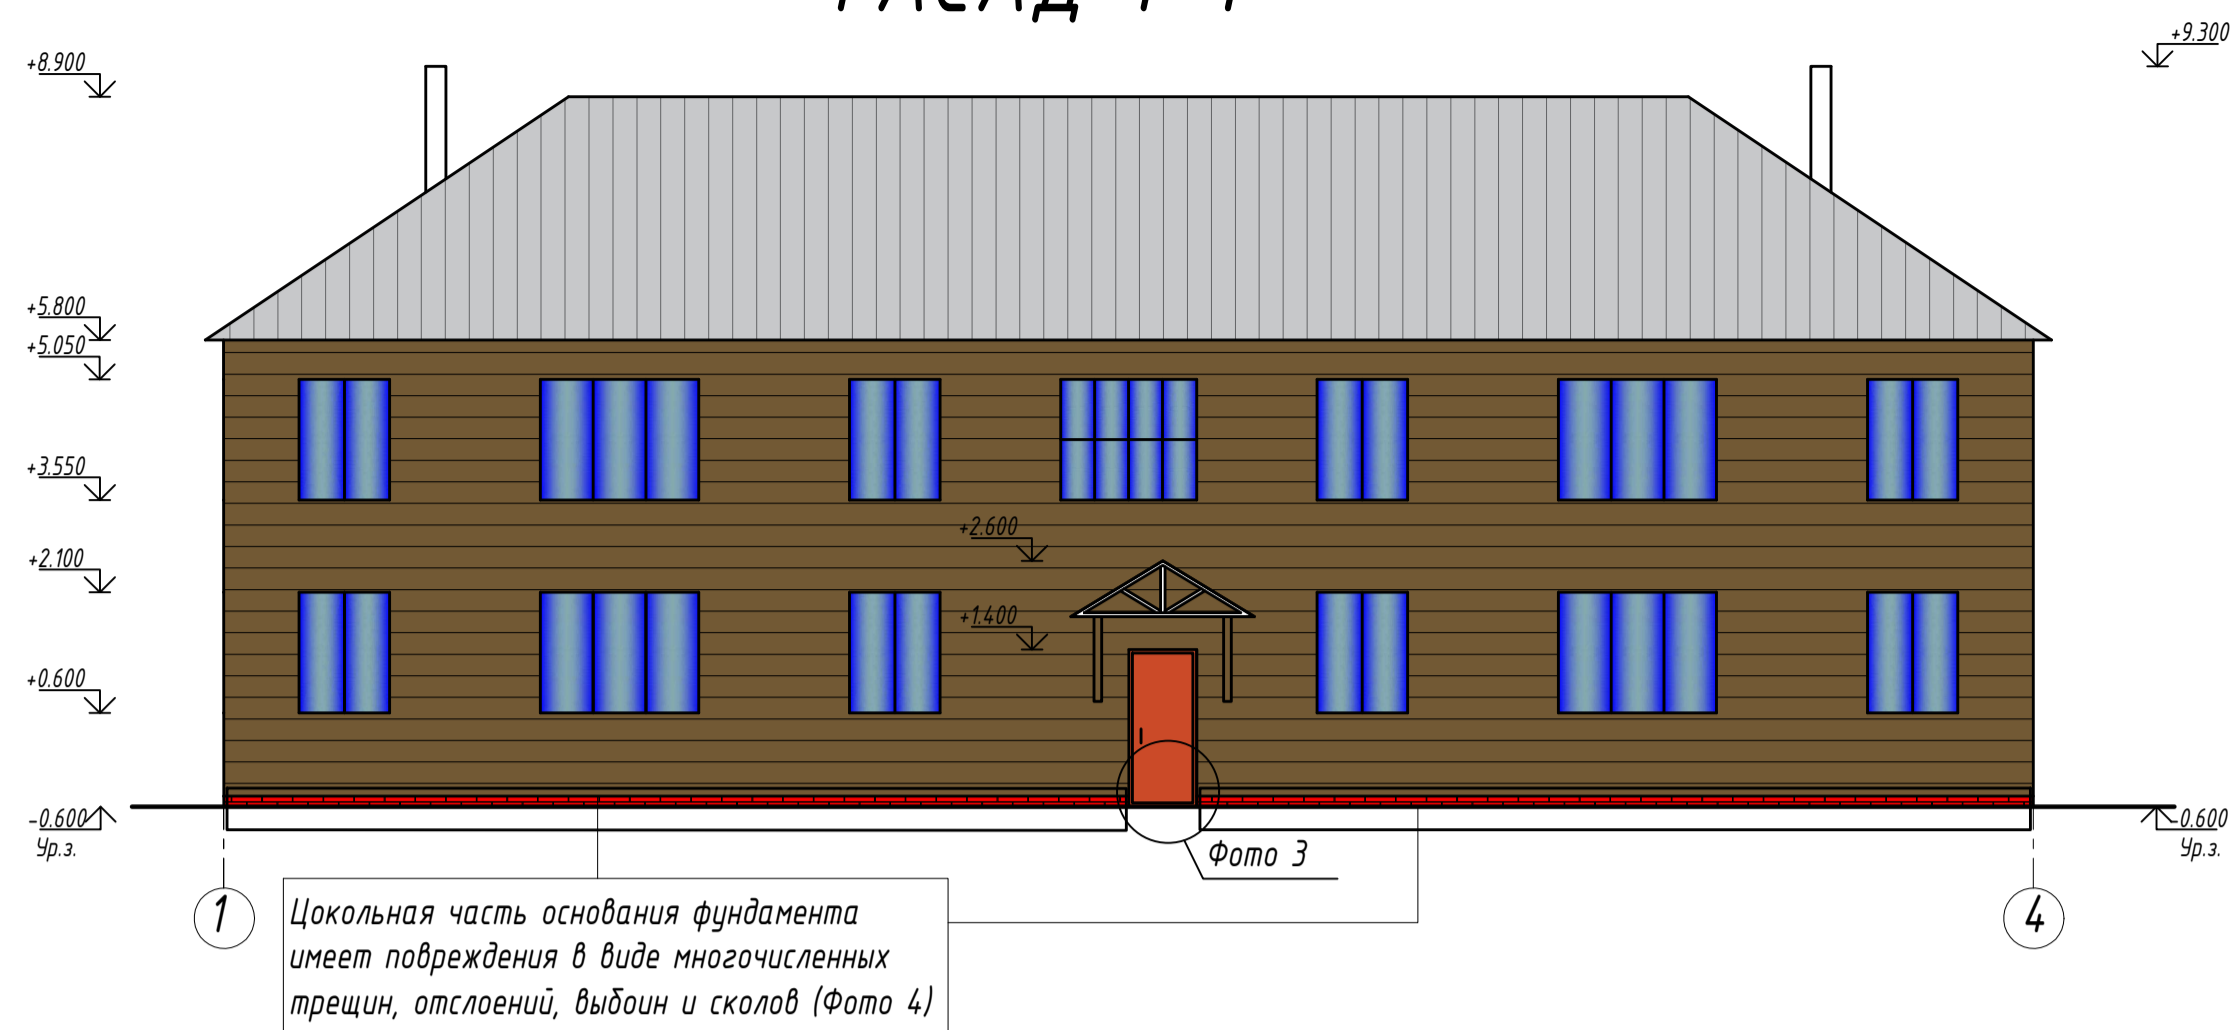 +8.900
+9.300
+5.800
+5.050
+3.550
+2.600
+2.100
+1.400
+0.600
-0.600
Ур.з.
-0.600
Ур.з.
Фото 3
1
4
Цокольная часть основания фундамента
имеет повреждения в виде многочисленных
трещин, отслоений, выбоин и сколов (Фото 4)